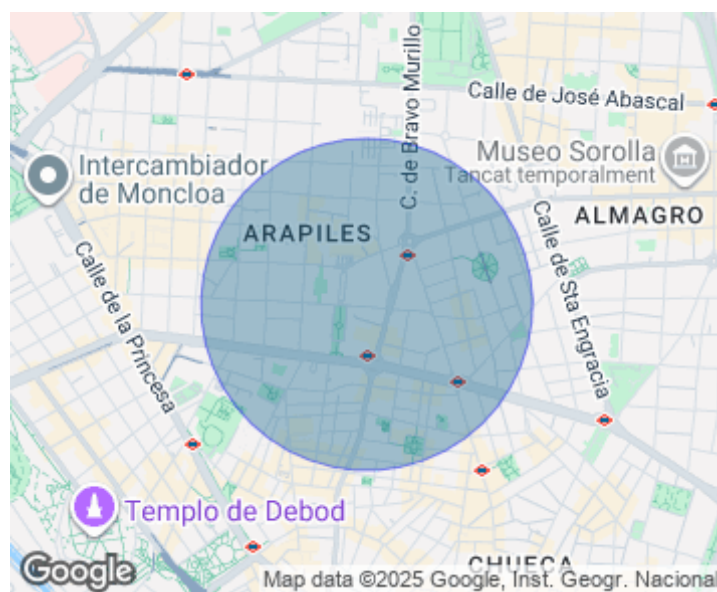 C. de Bravo Murillo
Calle de José Abascal
Museo Sorolla
Tancat temporalment
Intercambiador
de Moncloa
ARAPILES
ALMAGRO
Calle de Sta Engracia
Calle de la Princesa
Templo de Debod
CHUECA
Google
Map data ©2025 Google, Inst. Geogr. Nacional